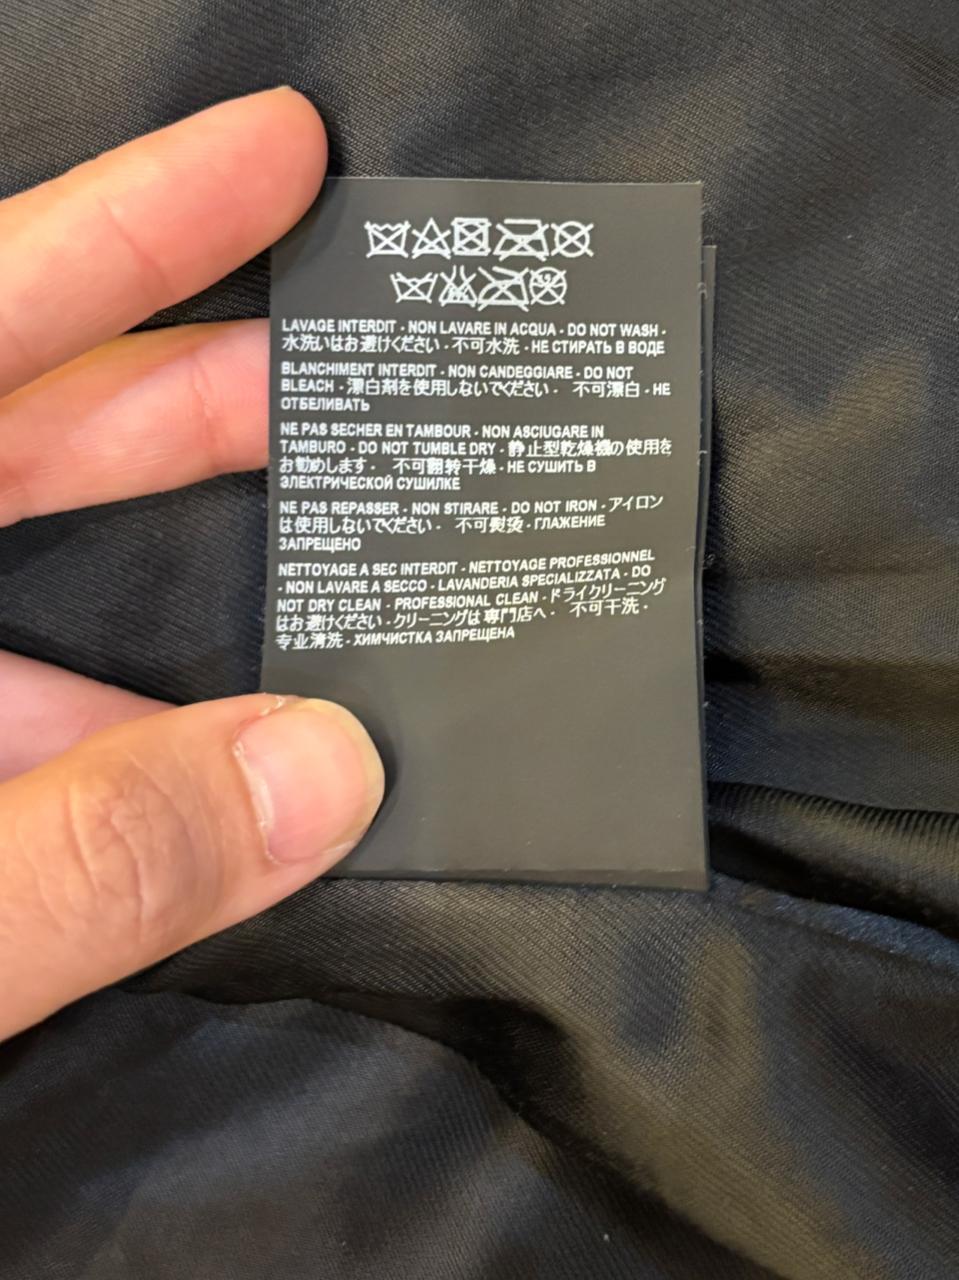 LAVAGE INTERDIT - NON LAVARE IN ACQUA - DO NOT WASH -
水洗いはお避けください - 不可水洗 - НЕ СТИРАТЬ В ВОДЕ
BLANCHIMENT INTERDIT - NON CANDEGGIARE - DO NOT
BLEACH - 漂白剤を使用しないでください - 不可漂白 - НЕ
ОТБЕЛИВАТЬ
NE PAS SECHER EN TAMBOUR - NON ASCIUGARE IN
TAMBURO - DO NOT TUMBLE DRY - 静止型乾燥機の使用を
お勧めします - 不可翻转干燥 - НЕ СУШИТЬ В
ЭЛЕКТРИЧЕСКОЙ СУШИЛКЕ
NE PAS REPASSER - NON STIRARE - DO NOT IRON - アイロン
は使用しないでください - 不可熨烫 - ГЛАЖЕНИЕ
ЗАПРЕЩЕНО
NETTOYAGE A SEC INTERDIT - NETTOYAGE PROFESSIONNEL
- NON LAVARE A SECCO - LAVANDERIA SPECIALIZZATA - DO
NOT DRY CLEAN - PROFESSIONAL CLEAN - ドライクリーニング
はお避けください - クリーニングは専門店へ - 不可干洗 -
专业清洗 - ХИМЧИСТКА ЗАПРЕЩЕНА